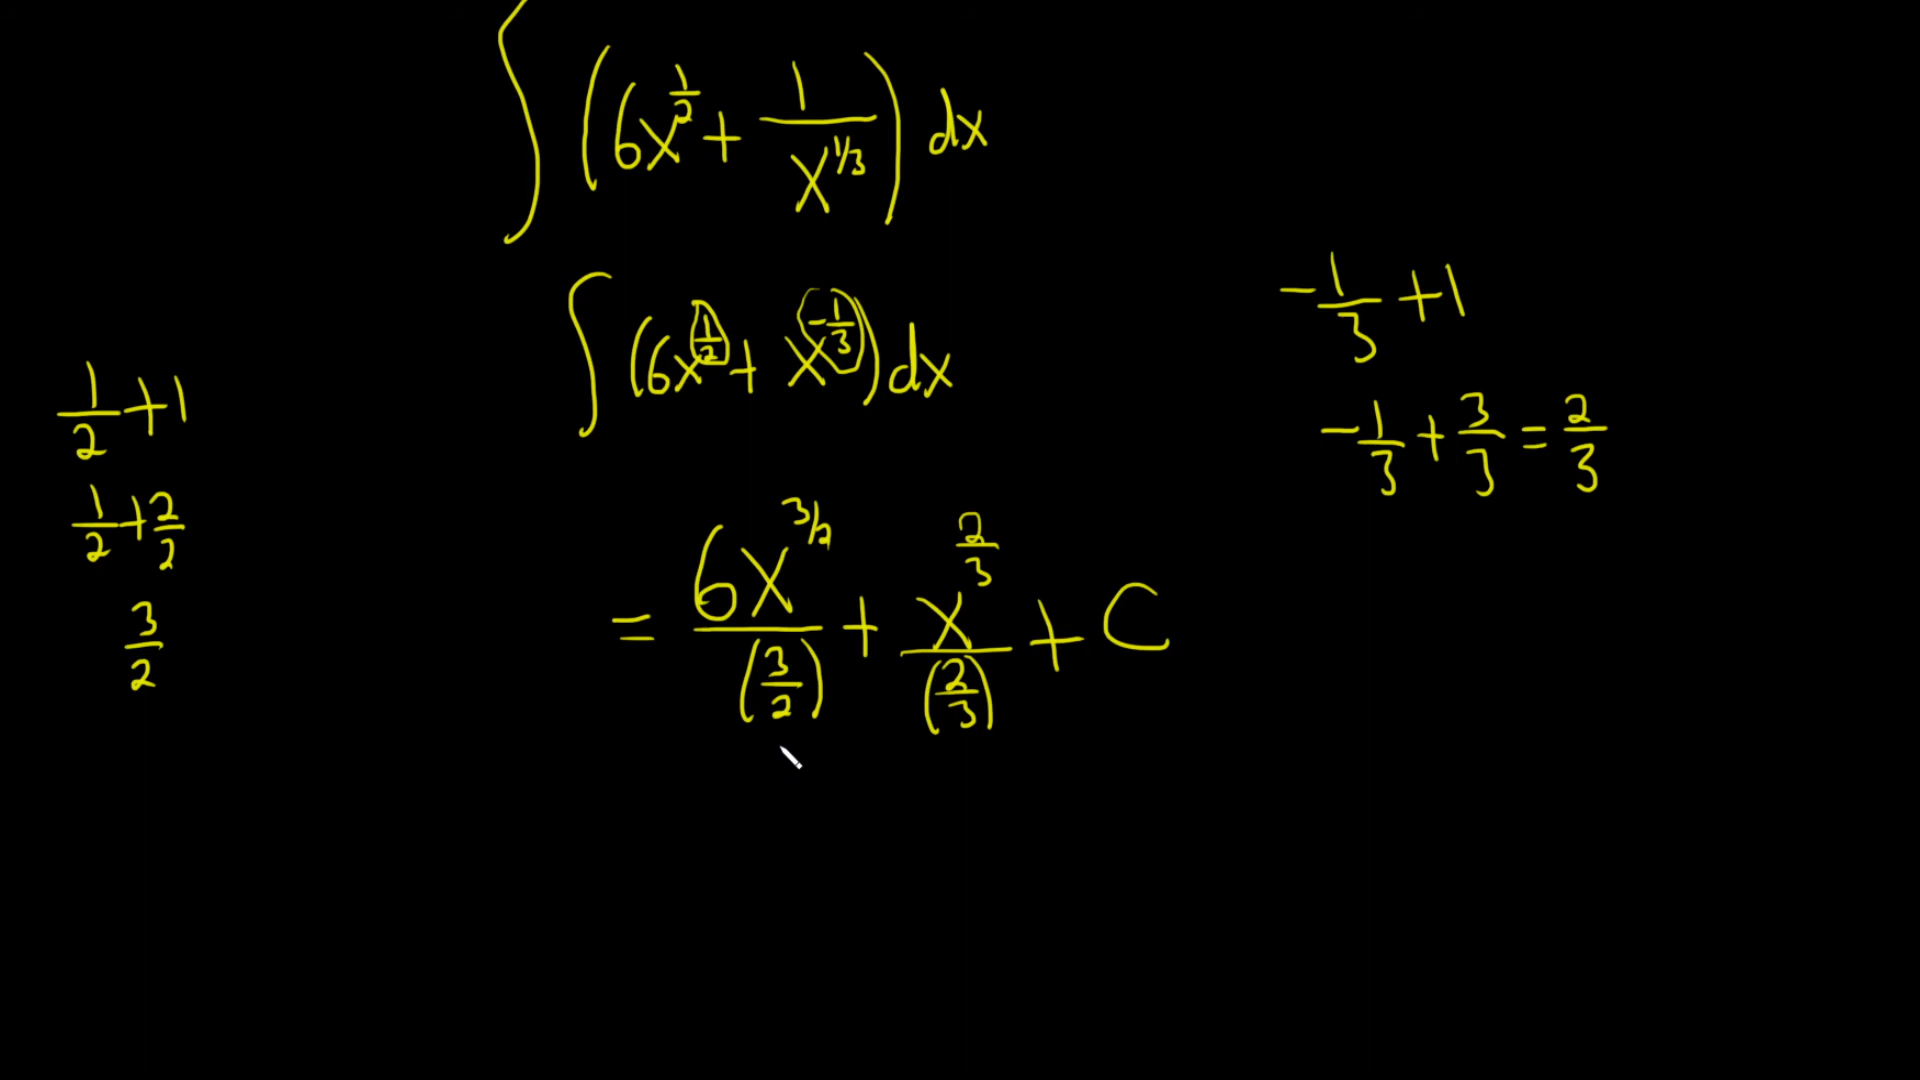 ∫ (6x^{1/2} + 1/x^{1/3}) dx
∫ (6x^{1/2} + x^{-1/3}) dx
= 6x^{3/2}/(3/2) + x^{2/3}/(2/3) + C
1/2 + 1
1/2 + 2/2
3/2
-1/3 + 1
-1/3 + 3/3 = 2/3